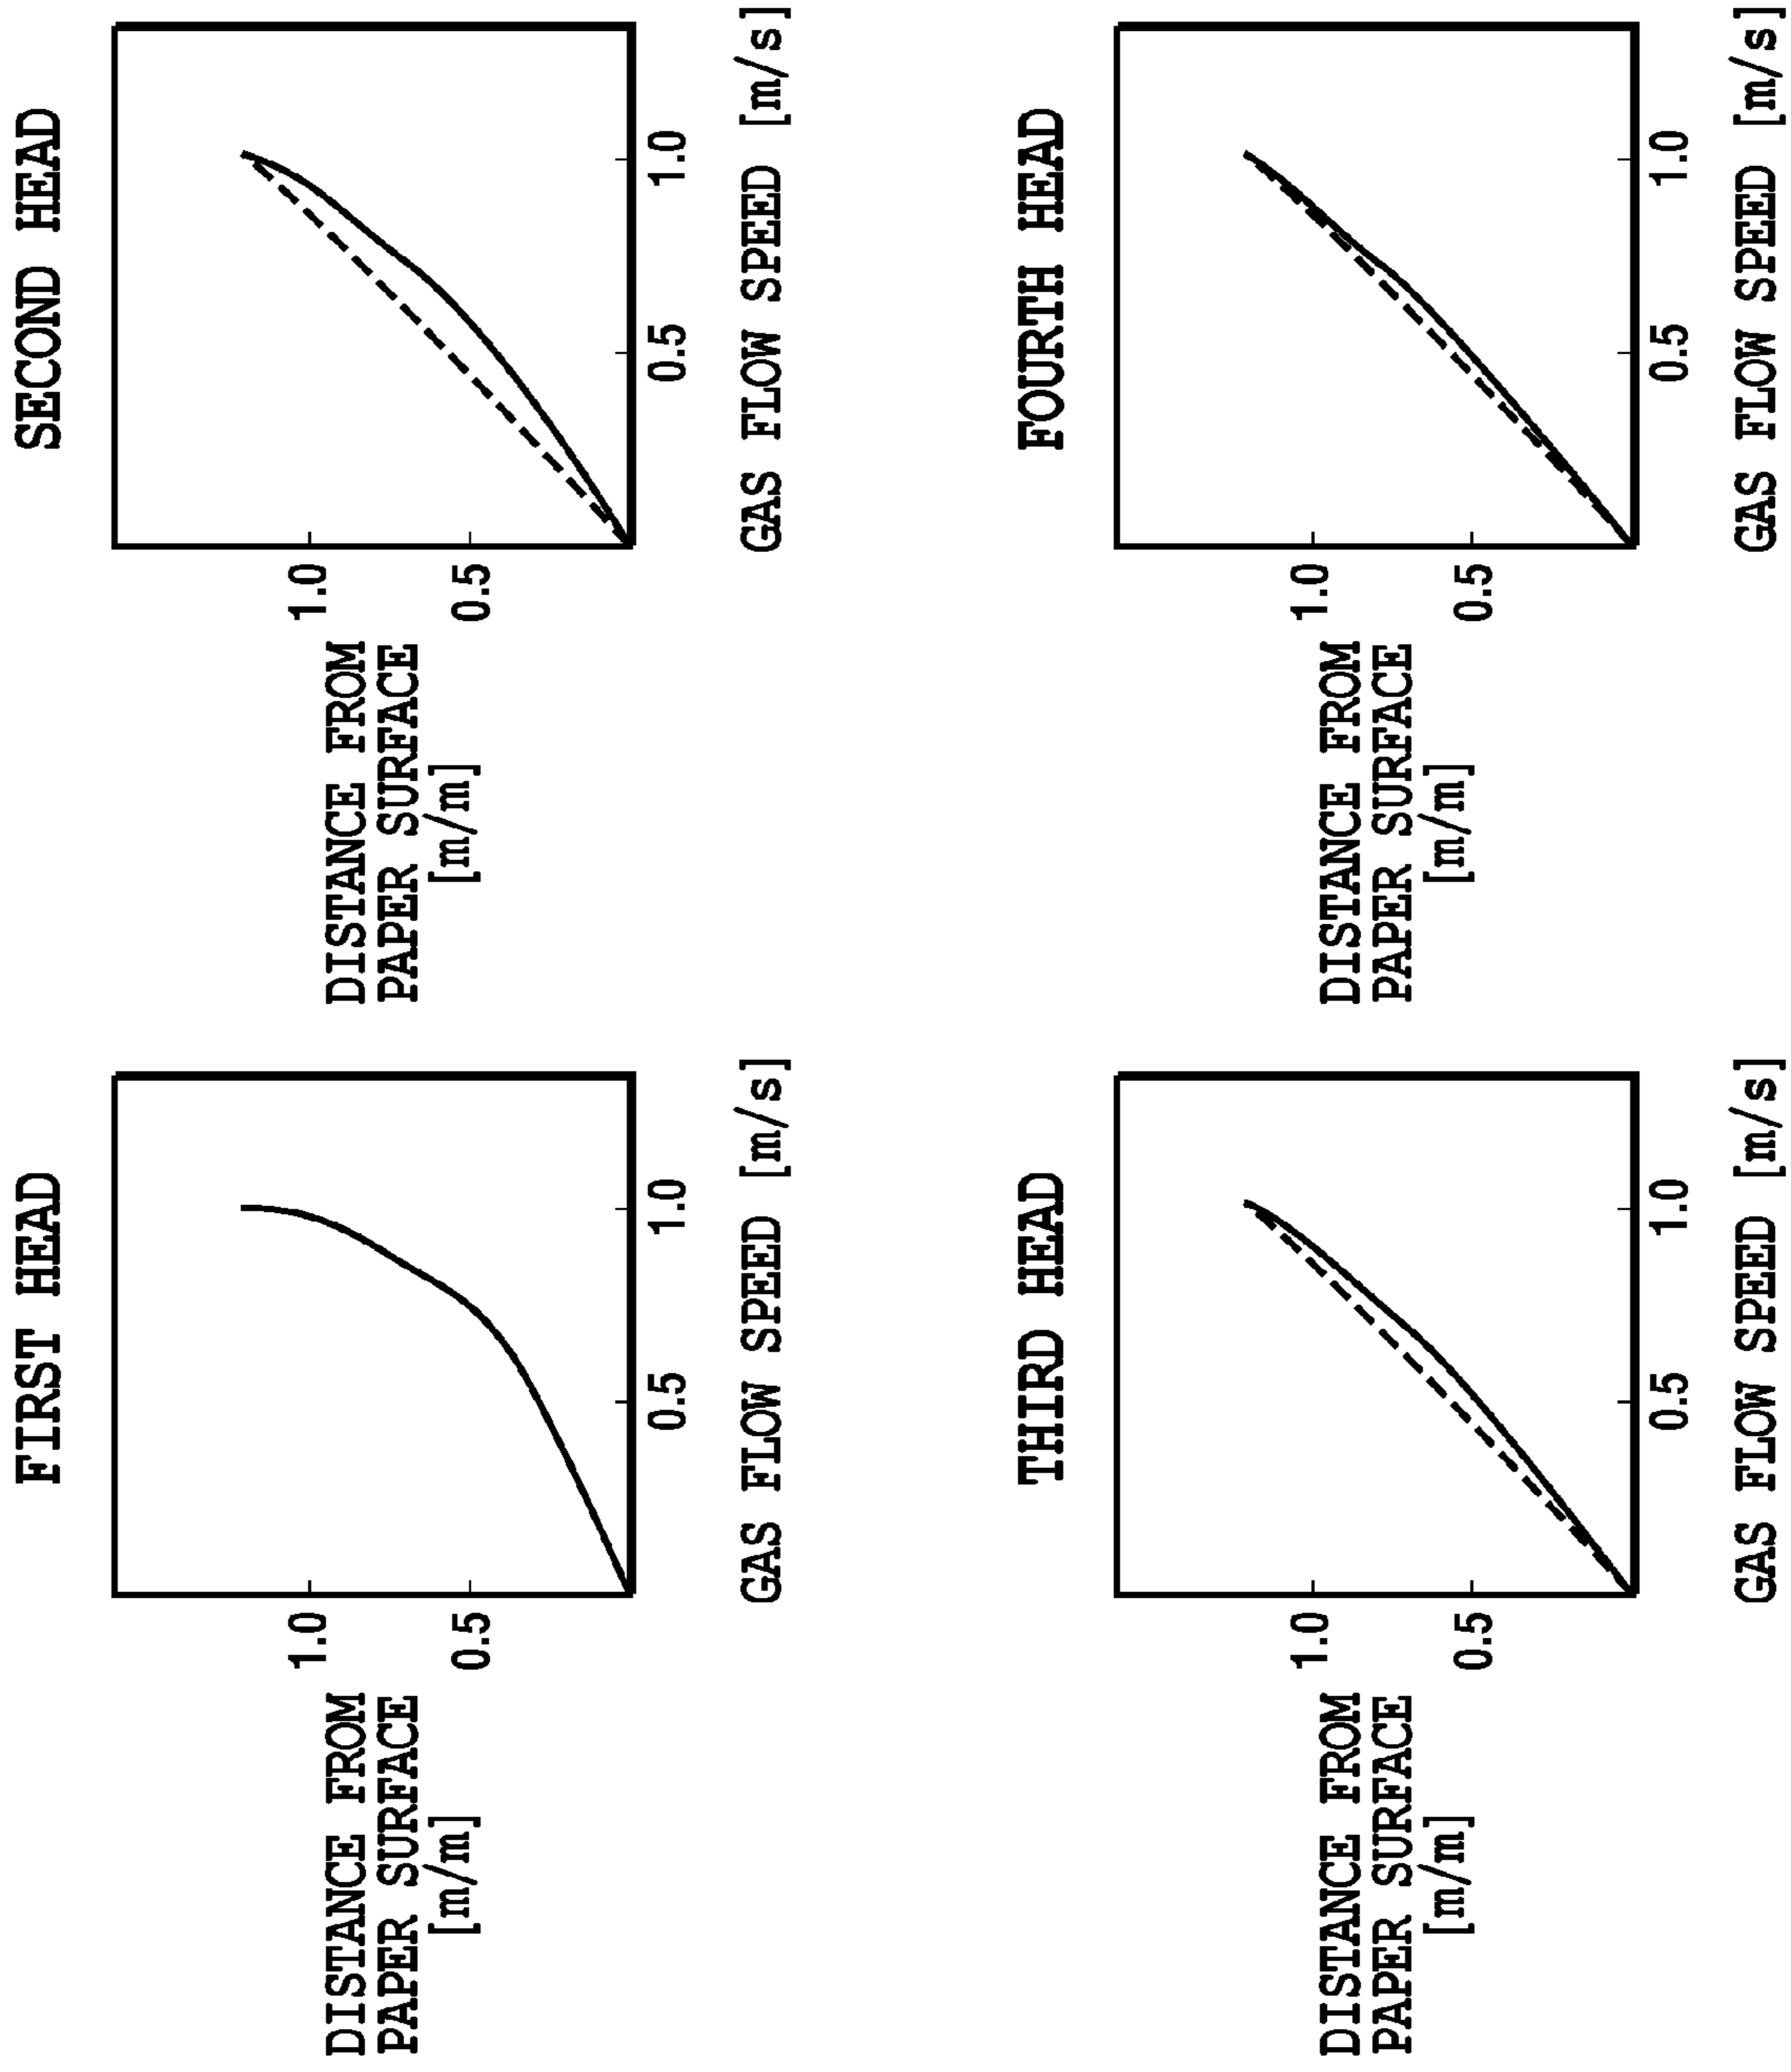 FIRST HEAD
1.0
0.5
DISTANCE FROM
PAPER SURFACE
[m/m]
0.5
1.0
GAS FLOW SPEED [m/s]
SECOND HEAD
1.0
0.5
DISTANCE FROM
PAPER SURFACE
[m/m]
0.5
1.0
GAS FLOW SPEED [m/s]
THIRD HEAD
1.0
0.5
DISTANCE FROM
PAPER SURFACE
[m/m]
0.5
1.0
GAS FLOW SPEED [m/s]
FOURTH HEAD
1.0
0.5
DISTANCE FROM
PAPER SURFACE
[m/m]
0.5
1.0
GAS FLOW SPEED [m/s]